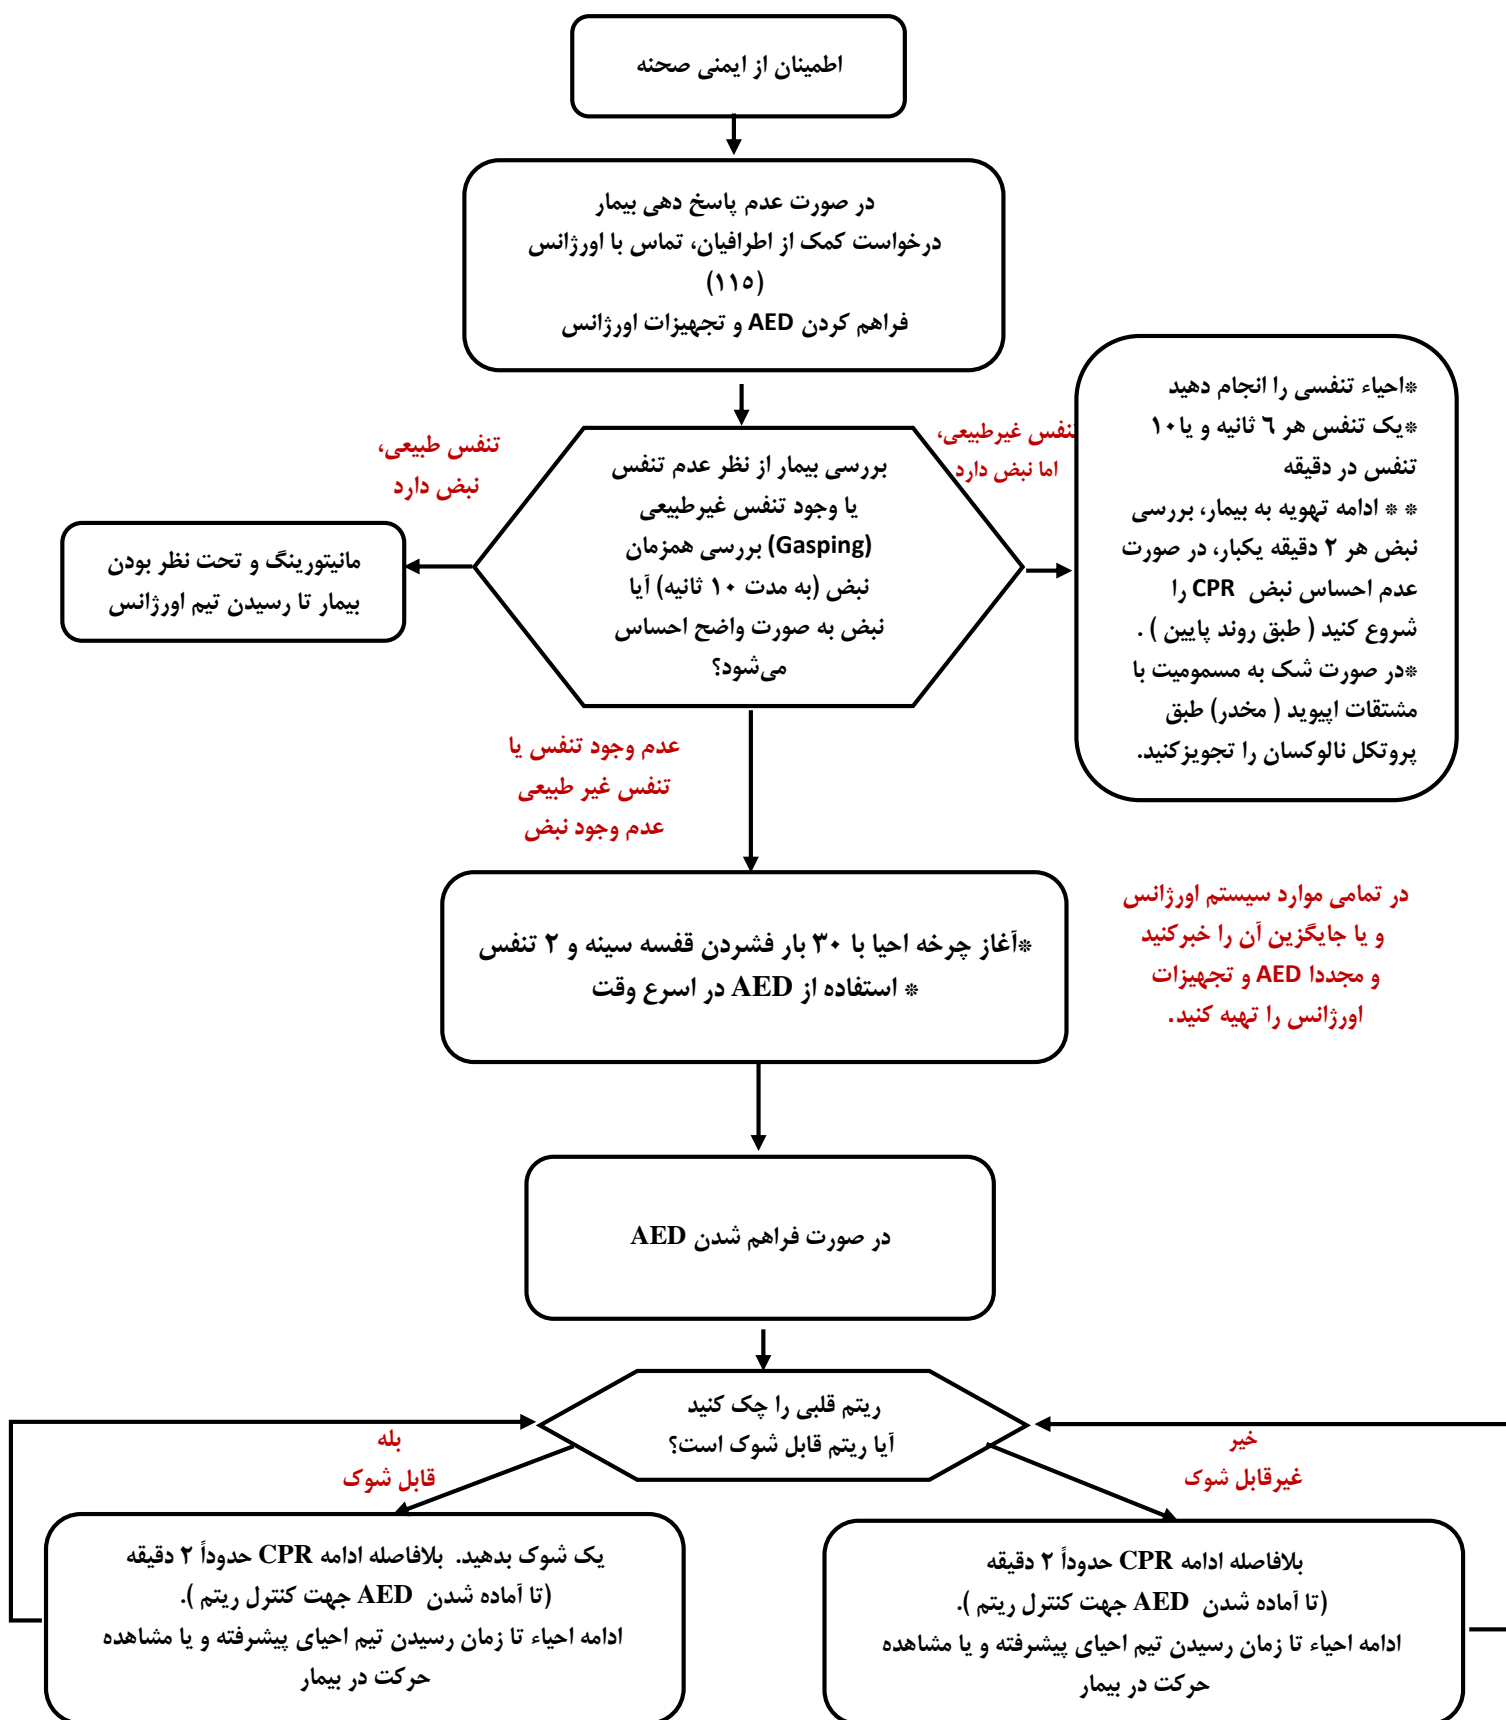 اطمینان از ایمنی صحنه
در صورت عدم پاسخ دهی بیمار
درخواست کمک از اطرافیان، تماس با اورژانس
(۱۱۵)
فراهم کردن AED و تجهیزات اورژانس
تنفس طبیعی،
نبض دارد
بررسی بیمار از نظر عدم تنفس
یا وجود تنفس غیرطبیعی
(Gasping) بررسی همزمان
نبض (به مدت ۱۰ ثانیه) آیا
نبض به صورت واضح احساس
می‌شود؟
تنفس غیرطبیعی،
اما نبض دارد
*احیاء تنفسی را انجام دهید
*یک تنفس هر ۶ ثانیه و یا۱۰
تنفس در دقیقه
* * ادامه تهویه به بیمار، بررسی
نبض هر ۲ دقیقه یکبار، در صورت
عدم احساس نبض CPR را
شروع کنید ( طبق روند پایین ) .
*در صورت شک به مسمومیت با
مشتقات اپیوید ( مخدر) طبق
پروتکل نالوکسان را تجویزکنید.
مانیتورینگ و تحت نظر بودن
بیمار تا رسیدن تیم اورژانس
عدم وجود تنفس یا
تنفس غیر طبیعی
عدم وجود نبض
*آغاز چرخه احیا با ۳۰ بار فشردن قفسه سینه و ۲ تنفس
* استفاده از AED در اسرع وقت
در تمامی موارد سیستم اورژانس
و یا جایگزین آن را خبرکنید
و مجددا AED و تجهیزات
اورژانس را تهیه کنید.
در صورت فراهم شدن AED
ریتم قلبی را چک کنید
آیا ریتم قابل شوک است؟
خیر
غیرقابل شوک
بله
قابل شوک
بلافاصله ادامه CPR حدوداً ۲ دقیقه
(تا آماده شدن AED جهت کنترل ریتم ).
ادامه احیاء تا زمان رسیدن تیم احیای پیشرفته و یا مشاهده
حرکت در بیمار
یک شوک بدهید. بلافاصله ادامه CPR حدوداً ۲ دقیقه
(تا آماده شدن AED جهت کنترل ریتم ).
ادامه احیاء تا زمان رسیدن تیم احیای پیشرفته و یا مشاهده
حرکت در بیمار